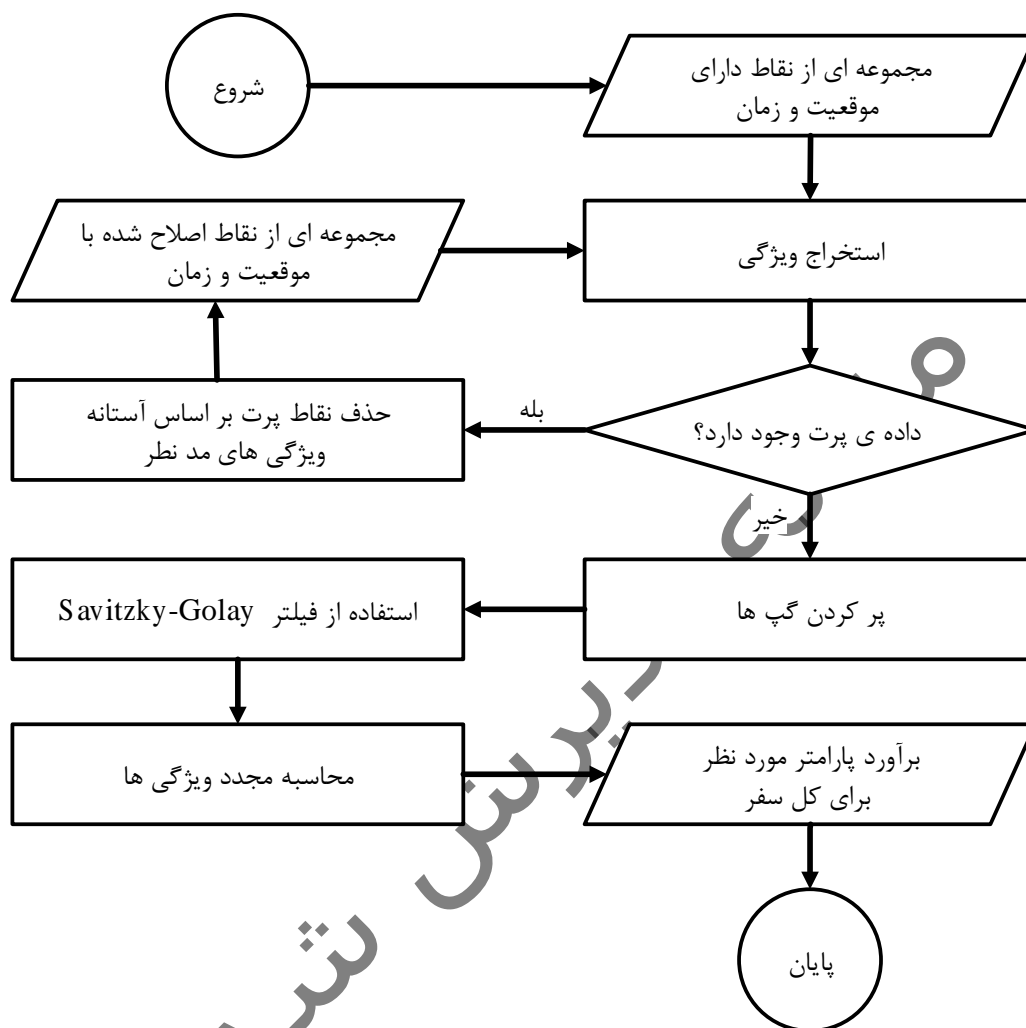 شروع
مجموعه ای از نقاط دارای
موقعیت و زمان
استخراج ویژگی
مجموعه ای از نقاط اصلاح شده با
موقعیت و زمان
داده ی پرت وجود دارد؟
بله
حذف نقاط پرت بر اساس آستانه
ویژگی های مد نطر
خیر
پر کردن گپ ها
استفاده از فیلتر Savitzky-Golay
محاسبه مجدد ویژگی ها
برآورد پارامتر مورد نظر
برای کل سفر
پایان